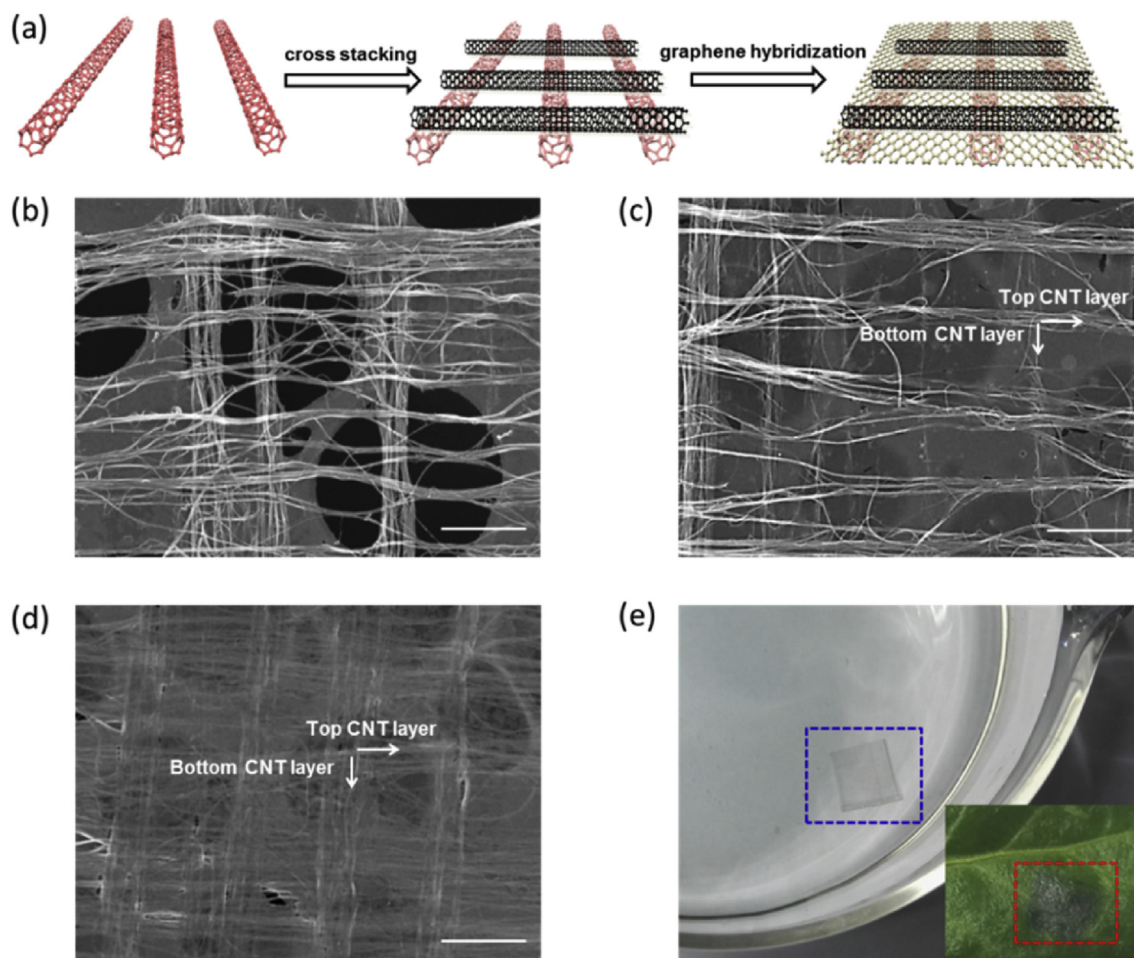 (a)
cross stacking
graphene hybridization
(b)
(c)
Top CNT layer
Bottom CNT layer
(d)
Top CNT layer
Bottom CNT layer
(e)